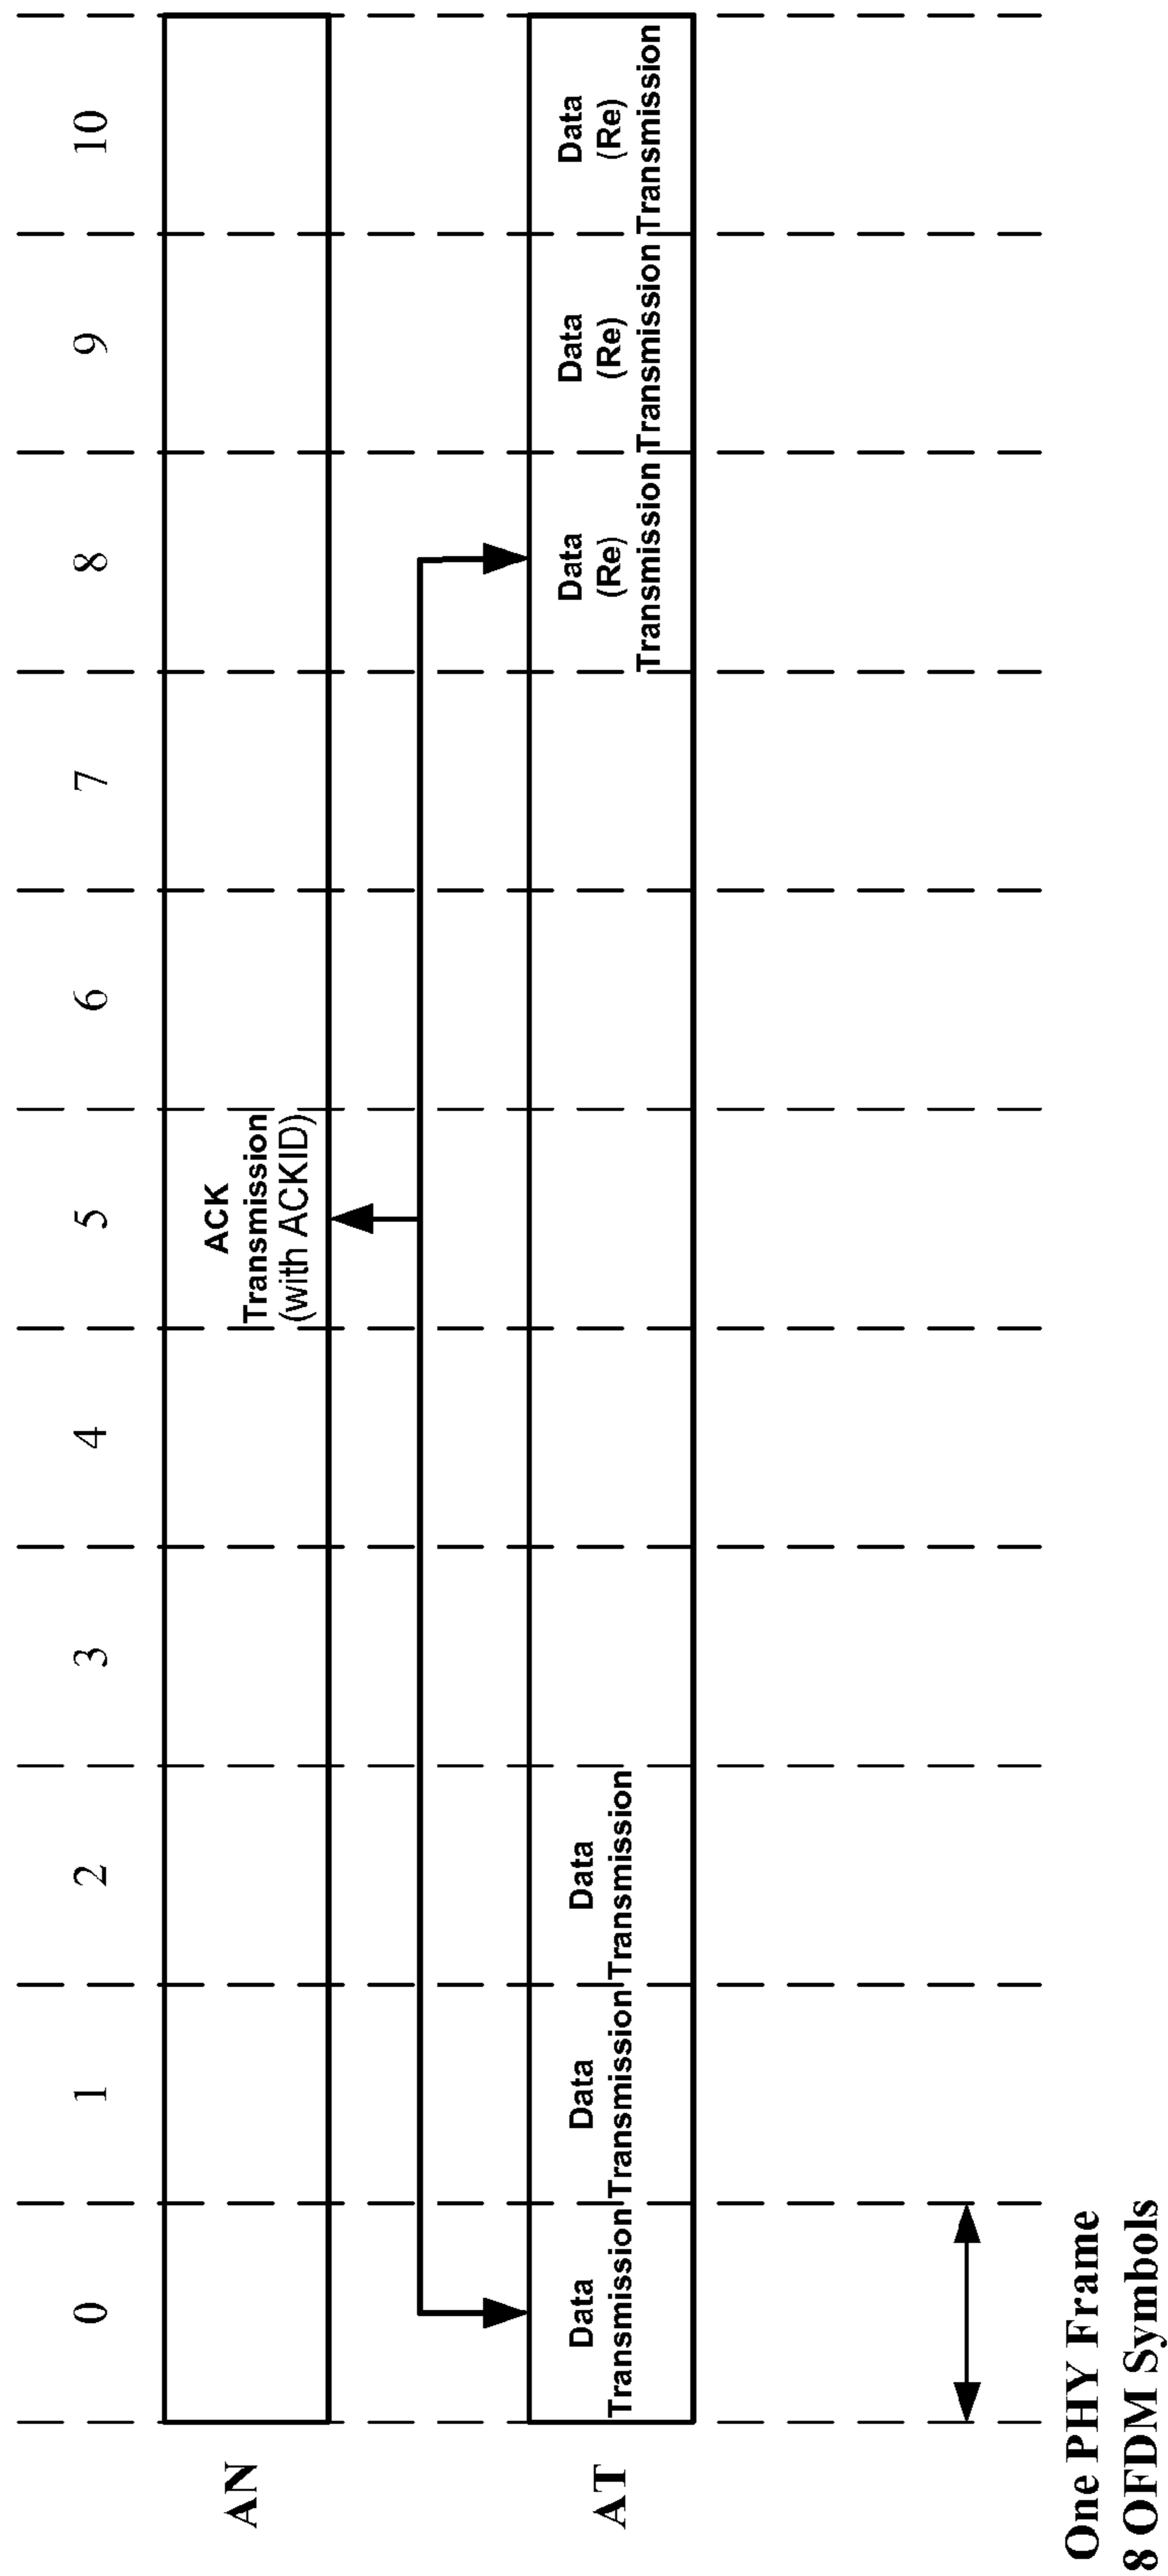 0 1 2 3 4 5 6 7 8 9 10
AN
ACK
Transmission
(with ACKID)
AT
Data
Transmission
Data
Transmission
Data
Transmission
Data
(Re)
Transmission
Data
(Re)
Transmission
Data
(Re)
Transmission
One PHY Frame
8 OFDM Symbols